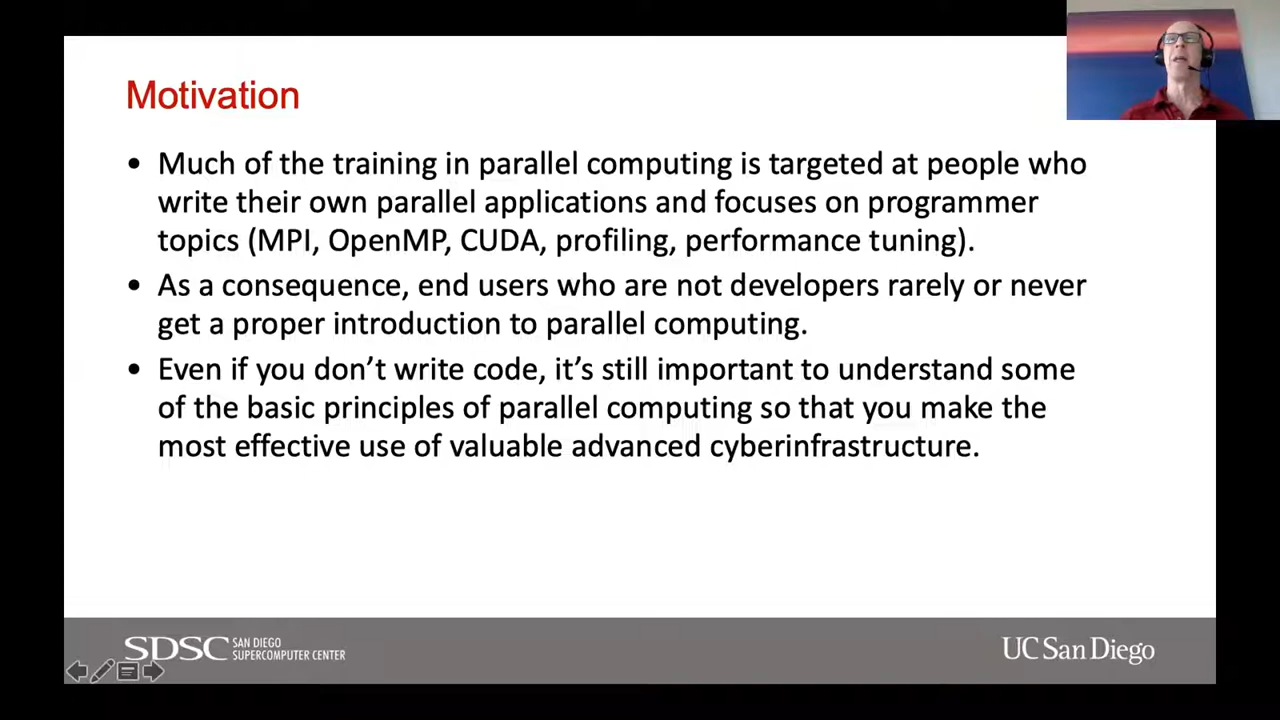 Motivation
• Much of the training in parallel computing is targeted at people who
write their own parallel applications and focuses on programmer
topics (MPI, OpenMP, CUDA, profiling, performance tuning).
• As a consequence, end users who are not developers rarely or never
get a proper introduction to parallel computing.
• Even if you don’t write code, it’s still important to understand some
of the basic principles of parallel computing so that you make the
most effective use of valuable advanced cyberinfrastructure.
SDSC SAN DIEGO
SUPERCOMPUTER CENTER
UC San Diego